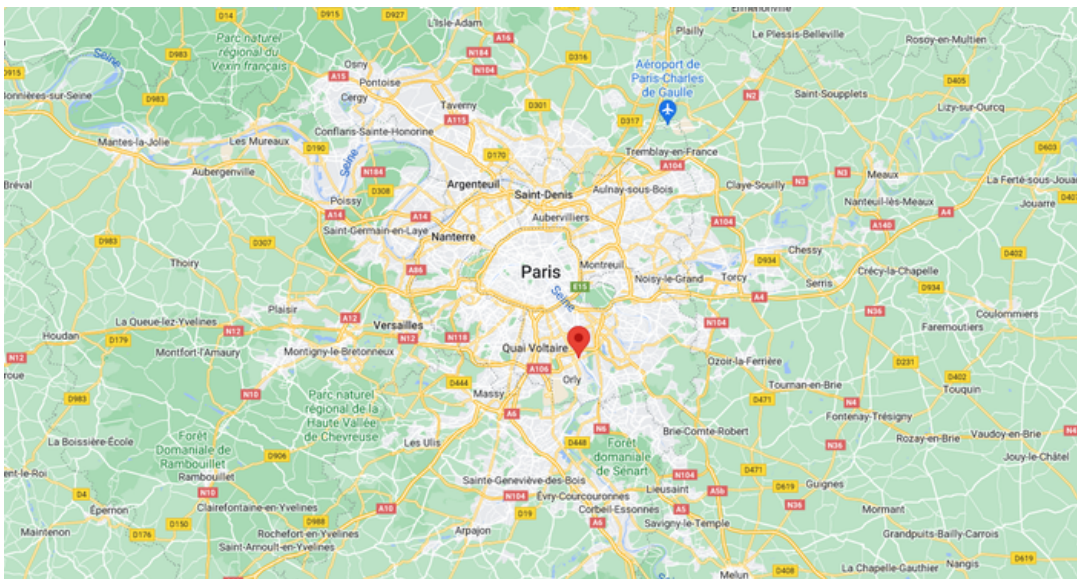 D14
D915
D927
L'Isle-Adam
Ermenonville
A16
Plailly
Le Plessis-Belleville
Rosoy-en-Multien
Parc naturel
régional du
Vexin français
Seine
D983
N184
N104
D316
Osny
A15
Pontoise
Aéroport de
Paris-Charles
de Gaulle
D915
D405
Bonnières-sur-Seine
D983
Cergy
Taverny
D301
N2
Saint-Soupplets
Lizy-sur-Ourcq
A115
D317
Conflans-Sainte-Honorine
Mantes-la-Jolie
Les Mureaux
D190
Seine
D170
Tremblay-en-France
D603
A104
Aubergenville
N184
D308
Argenteuil
Saint-Denis
Aulnay-sous-Bois
Claye-Souilly
N3
N3
Meaux
La Ferté-sous-Jouarre
Bréval
Poissy
Nanteuil-lès-Meaux
Jouarre
D407
A14
A14
Aubervilliers
A104
A140
A4
Saint-Germain-en-Laye
Nanterre
D983
D307
Chessy
D402
Thoiry
A86
Paris
Montreuil
Noisy-le-Grand
Torcy
D934
Crécy-la-Chapelle
E15
Seine
Serris
D934
A4
Plaisir
N36
Coulommiers
La Queue-lez-Yvelines
A12
Versailles
N104
Faremoutiers
Houdan
D179
N12
N12
N118
Quai Voltaire
N12
Montfort-l'Amaury
Montigny-le-Bretonneux
A106
Ozoir-la-Ferrière
D231
Orly
D402
D444
Massy
Tournan-en-Brie
Touquin
N10
Parc naturel
régional de la
Haute Vallée
de Chevreuse
D983
D471
N4
A6
Fontenay-Trésigny
N6
Brie-Comte-Robert
N36
Rozay-en-Brie
Vaudoy-en-Brie
La Boissière-École
Forêt
Domaniale de
Rambouillet
Les Ulis
D448
Forêt
domaniale
de Sénart
D906
Jouy-le-Châtel
Rambouillet
N104
D471
D4
N10
Sainte-Geneviève-des-Bois
Lieusaint
A5b
D619
Guignes
N104
Évry-Courcouronnes
Épernon
Clairefontaine-en-Yvelines
A10
D19
Corbeil-Essonnes
A5
N36
Mormant
D150
D988
A6
Savigny-le-Temple
Maintenon
D176
Rochefort-en-Yvelines
Arpajon
Grandpuits-Bailly-Carrois
Saint-Arnoult-en-Yvelines
D619
Melun
D408
La Chapelle-Gauthier
Nangis